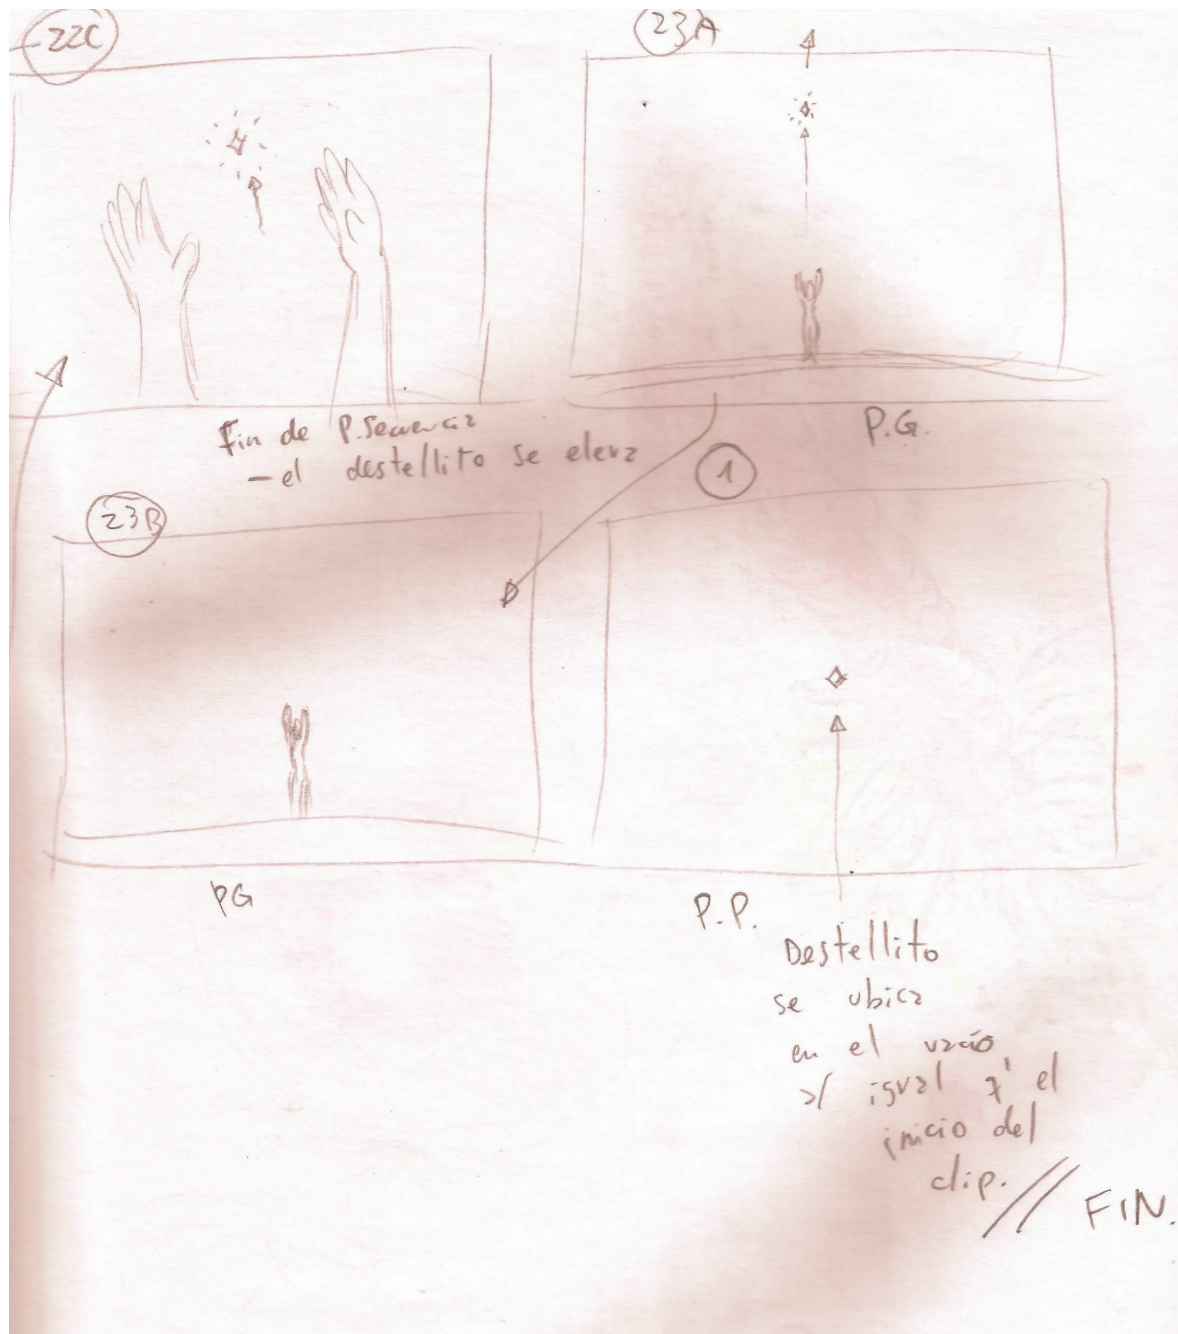 22C
23A
Fin de P. Secuencia
- el destellito se eleva
P.G.
23B
1
PG
P.P.
Destellito
se ubica
en el vacío
al igual q' el
inicio del
clip. // FIN.